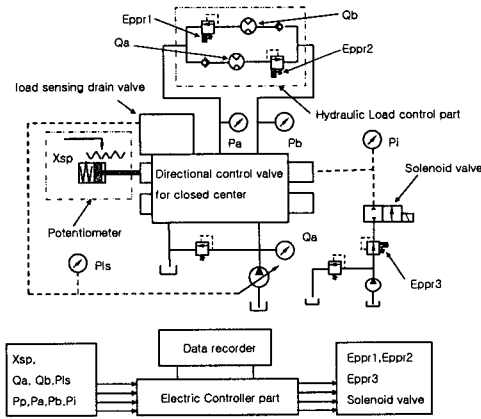 Eppr1
Qb
Qa
Eppr2
load sensing drain valve
Hydraulic Load control part
Pa
Pb
Pi
Xsp
Solenoid valve
Directional control valve
for closed center
Potentiometer
Qa
Pls
Eppr3
Data recorder
Xsp,
Qa, Qb,Pls
Pp,Pa,Pb,Pi
Electric Controller part
Eppr1,Eppr2
Eppr3
Solenoid valve